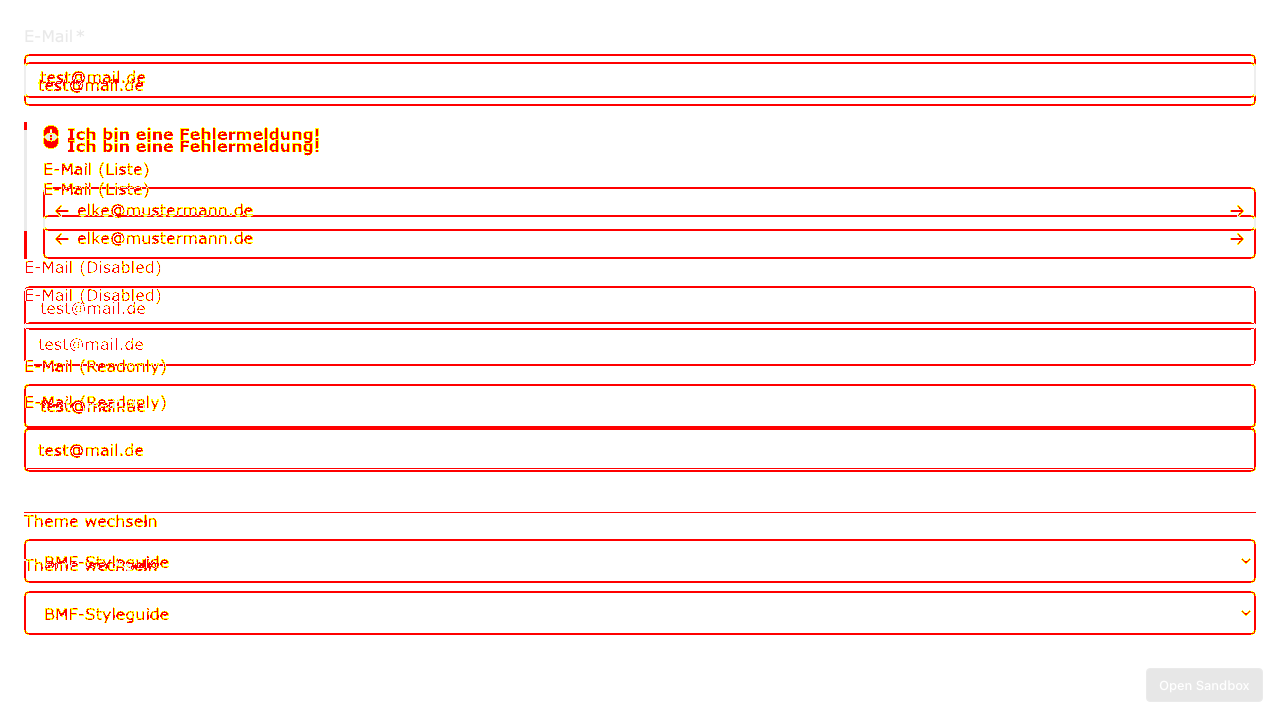 E-Mail *
test@mail.de
test@mail.de
Ich bin eine Fehlermeldung!
Ich bin eine Fehlermeldung!
E-Mail (Liste)
E-Mail (Liste)
← elke@mustermann.de →
← elke@mustermann.de →
E-Mail (Disabled)
E-Mail (Disabled)
test@mail.de
test@mail.de
E-Mail (Readonly)
E-Mail (Readonly)
test@mail.de
test@mail.de
Theme wechseln
BMF-Styleguide
Theme wechseln
BMF-Styleguide
Open Sandbox